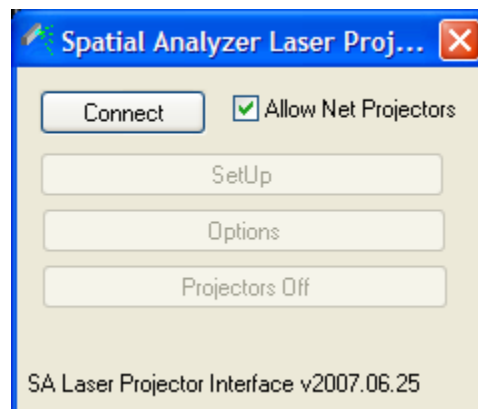 Spatial Analyzer Laser Proj...
Connect
Allow Net Projectors
SetUp
Options
Projectors Off
SA Laser Projector Interface v2007.06.25